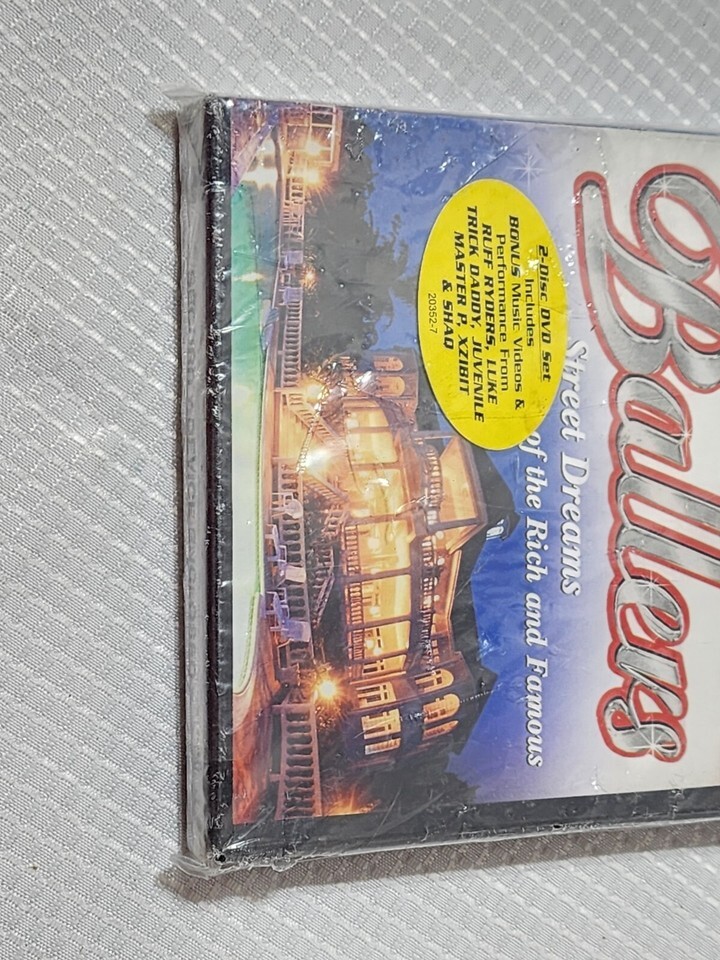 Ballers
Street Dreams
of the Rich and Famous
2-Disc DVD Set
Includes
BONUS Music Videos &
Performance From
RUFF RYDERS, LUKE
TRICK DADDY, JUVENILE
MASTER P, XZIBIT
& SHAQ
20352-7